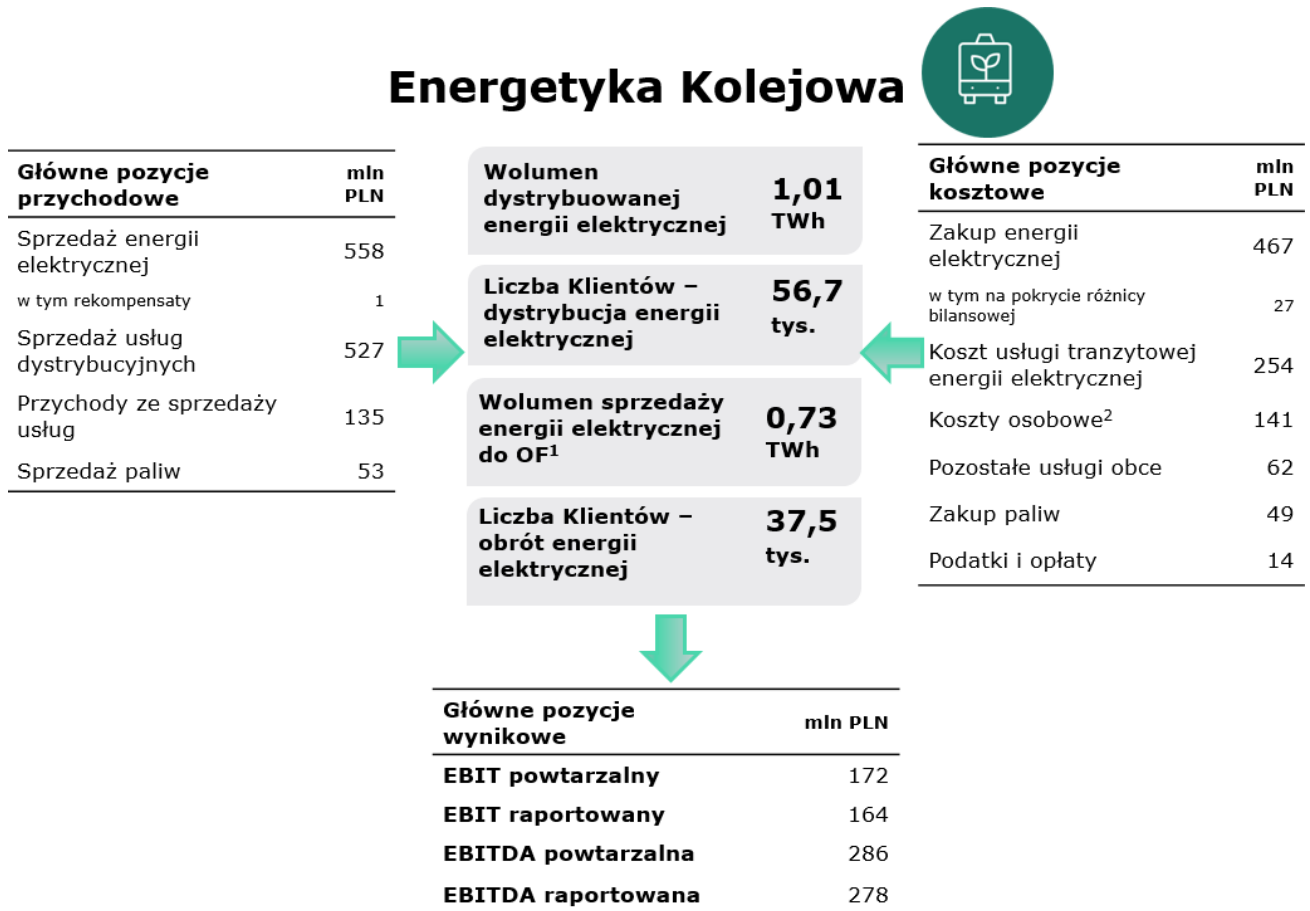 Energetyka Kolejowa
Główne pozycje
przychodowe
mln
PLN
Sprzedaż energii
elektrycznej
558
w tym rekompensaty
1
Sprzedaż usług
dystrybucyjnych
527
Przychody ze sprzedaży
usług
135
Sprzedaż paliw
53
Wolumen
dystrybuowanej
energii elektrycznej
1,01
TWh
Liczba Klientów –
dystrybucja energii
elektrycznej
56,7
tys.
Wolumen sprzedaży
energii elektrycznej
do OF¹
0,73
TWh
Liczba Klientów –
obrót energii
elektrycznej
37,5
tys.
Główne pozycje
kosztowe
mln
PLN
Zakup energii
elektrycznej
467
w tym na pokrycie różnicy
bilansowej
27
Koszt usługi tranzytowej
energii elektrycznej
254
Koszty osobowe²
141
Pozostałe usługi obce
62
Zakup paliw
49
Podatki i opłaty
14
Główne pozycje
wynikowe
mln PLN
EBIT powtarzalny
172
EBIT raportowany
164
EBITDA powtarzalna
286
EBITDA raportowana
278